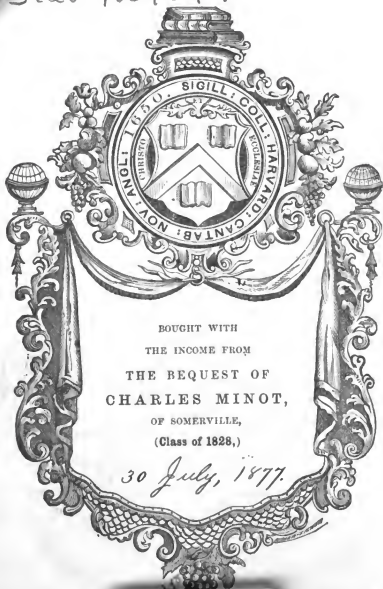 SIGILL: COLL: HARVARD: CANTAB: NOV: ANGL: 1650.
CHRISTO
ECCLESIAE
BOUGHT WITH
THE INCOME FROM
THE BEQUEST OF
CHARLES MINOT,
OF SOMERVILLE,
(Class of 1828,)
30 July, 1877.